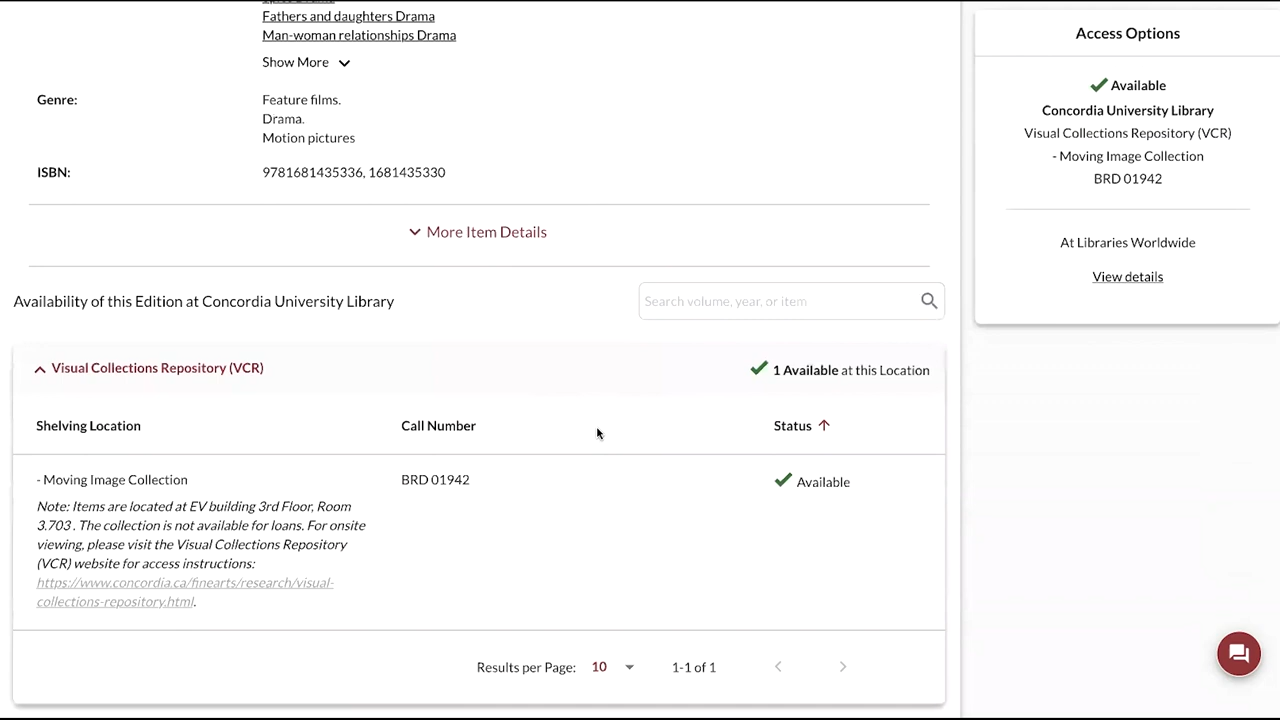 Fathers and daughters Drama
Man-woman relationships Drama
Show More
Genre:
Feature films.
Drama.
Motion pictures
ISBN:
9781681435336, 1681435330
More Item Details
Availability of this Edition at Concordia University Library
Search volume, year, or item
Visual Collections Repository (VCR)
1 Available at this Location
Shelving Location
Call Number
Status
- Moving Image Collection
BRD 01942
Available
Note: Items are located at EV building 3rd Floor, Room
3.703 . The collection is not available for loans. For onsite
viewing, please visit the Visual Collections Repository
(VCR) website for access instructions:
https://www.concordia.ca/finearts/research/visual-
collections-repository.html.
Results per Page:
10
1-1 of 1
Access Options
Available
Concordia University Library
Visual Collections Repository (VCR)
- Moving Image Collection
BRD 01942
At Libraries Worldwide
View details